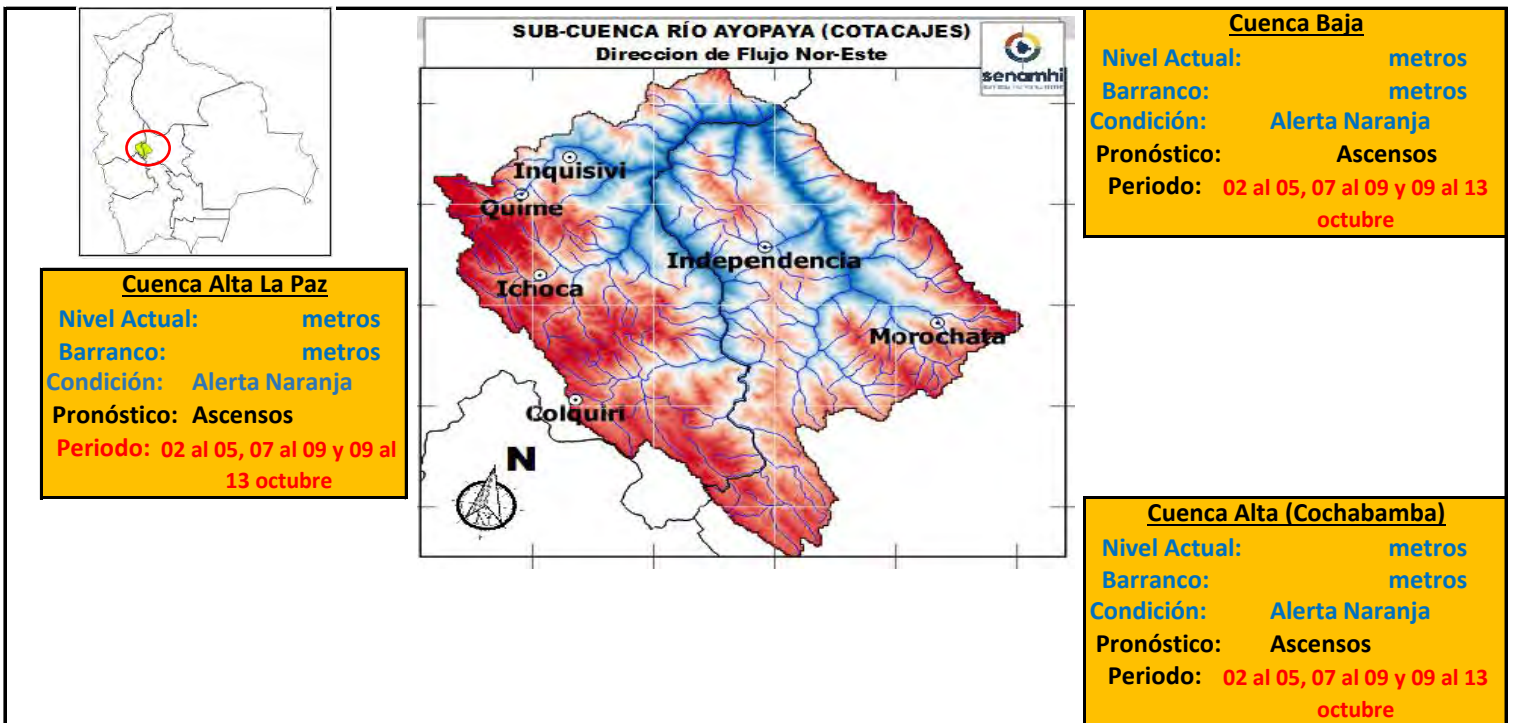 SUB-CUENCA RÍO AYOPAYA (COTACAJES)
Direccion de Flujo Nor-Este
senamhi
Inquisivi
Quime
Independencia
Ichoca
Morochata
Colquiri
N
Cuenca Alta La Paz
Nivel Actual: metros
Barranco: metros
Condición: Alerta Naranja
Pronóstico: Ascensos
Periodo: 02 al 05, 07 al 09 y 09 al
13 octubre
Cuenca Baja
Nivel Actual: metros
Barranco: metros
Condición: Alerta Naranja
Pronóstico: Ascensos
Periodo: 02 al 05, 07 al 09 y 09 al 13
octubre
Cuenca Alta (Cochabamba)
Nivel Actual: metros
Barranco: metros
Condición: Alerta Naranja
Pronóstico: Ascensos
Periodo: 02 al 05, 07 al 09 y 09 al 13
octubre